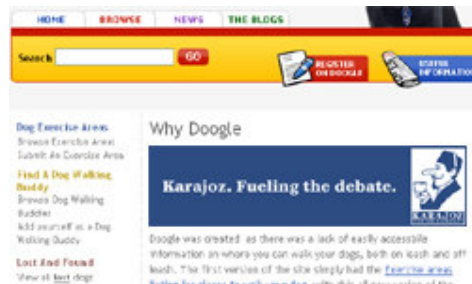 HOME BROWSE NEWS THE BLOGS
Search GO REGISTER ON DOOGLE USEFUL INFORMATION
Dog Exercise Areas
Browse Exercise Areas
Submit An Exercise Area
Find A Dog Walking
Buddy
Browse Dog Walking
Buddies
Add yourself as a Dog
Walking Buddy
Lost And Found
View all lost dogs
Why Doogle
Karajoz. Fueling the debate.
KARAJOZ
Doogle was created as there was a lack of easily accessible
information on where you can walk your dogs, both on leash and off
leash. The first version of the site simply had the Exercise areas